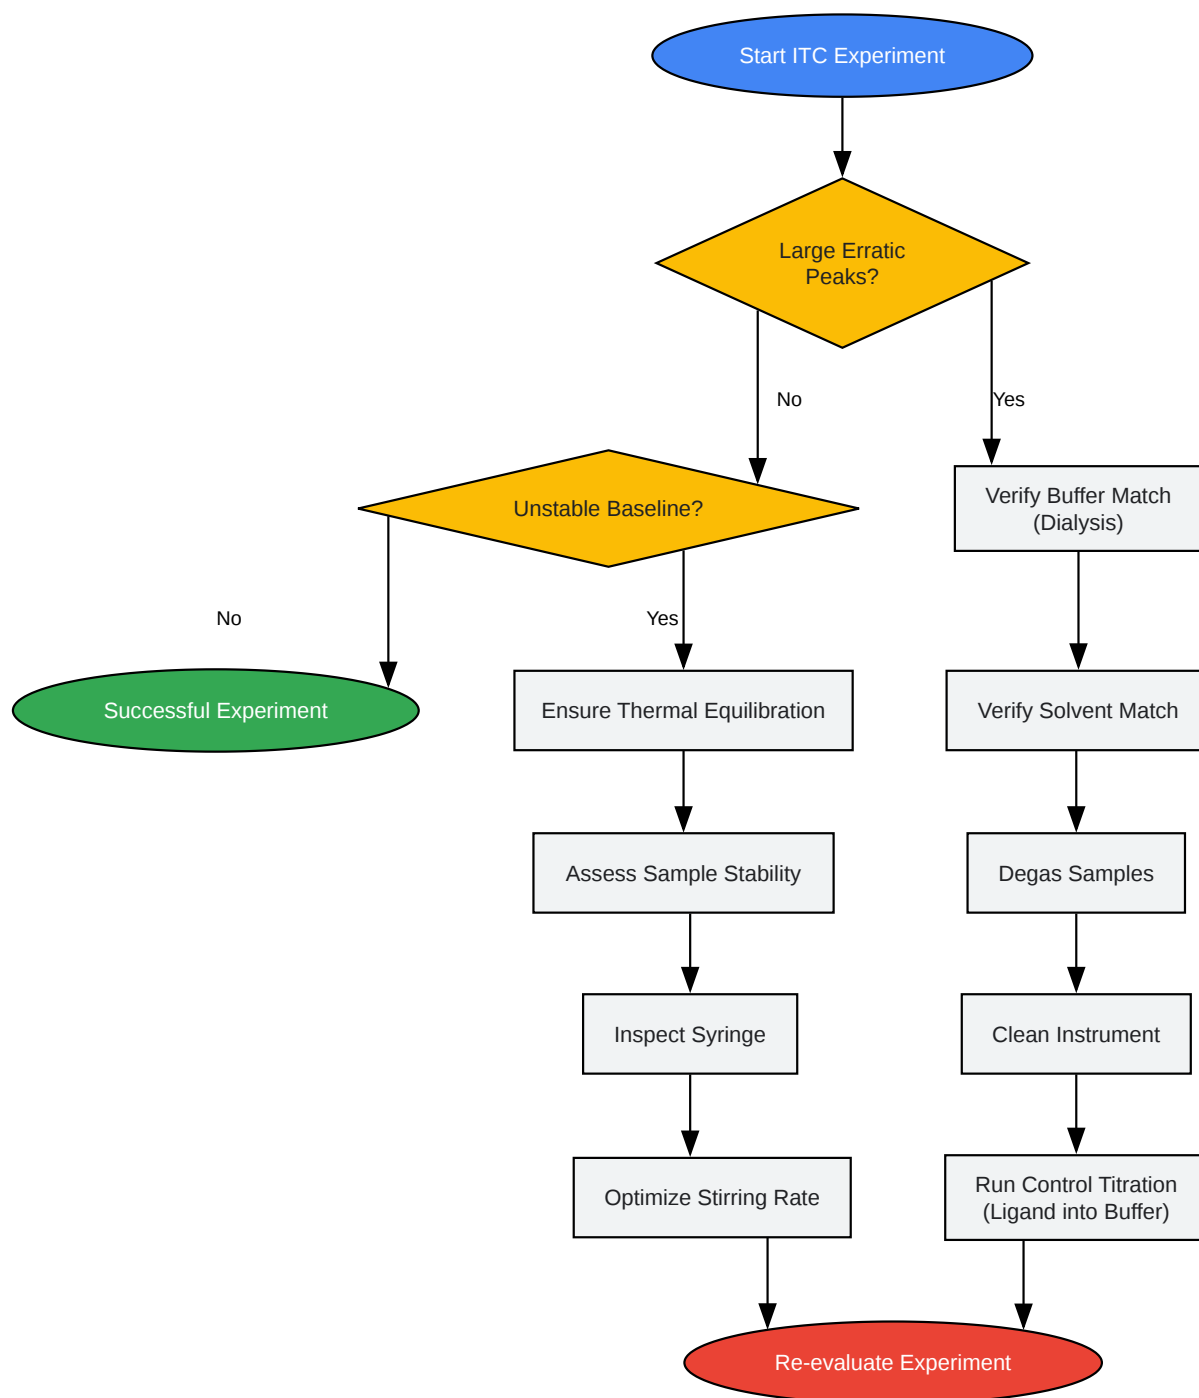 Start ITC Experiment
Large Erratic
Peaks?
No
Yes
Unstable Baseline?
Verify Buffer Match
(Dialysis)
No
Yes
Successful Experiment
Ensure Thermal Equilibration
Verify Solvent Match
Assess Sample Stability
Degas Samples
Inspect Syringe
Clean Instrument
Optimize Stirring Rate
Run Control Titration
(Ligand into Buffer)
Re-evaluate Experiment